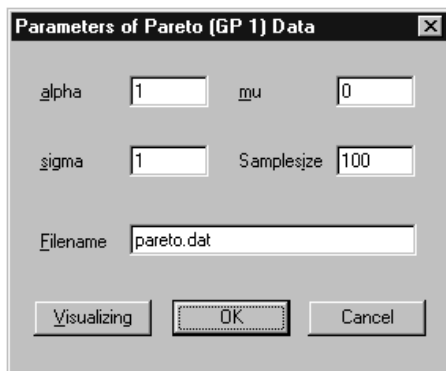 Parameters of Pareto (GP 1) Data
alpha 1 mu 0
sigma 1 Samplesize 100
Filename pareto.dat
Visualizing OK Cancel